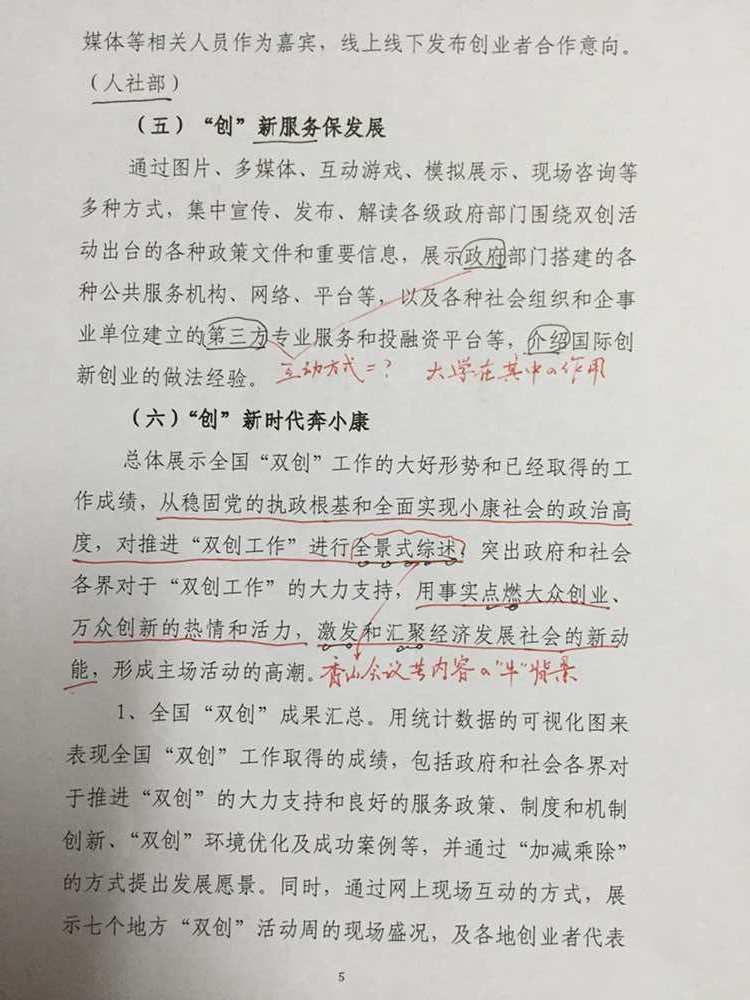 媒体等相关人员作为嘉宾，线上线下发布创业者合作意向。
（人社部）
（五）“创”新服务保发展
通过图片、多媒体、互动游戏、模拟展示、现场咨询等
多种方式，集中宣传、发布、解读各级政府部门围绕双创活
动出台的各种政策文件和重要信息，展示政府部门搭建的各
种公共服务机构、网络、平台等，以及各种社会组织和企事
业单位建立的第三方专业服务和投融资平台等，介绍国际创
新创业的做法经验。
互动方式=？ 大学在其中の作用
（六）“创”新时代奔小康
总体展示全国“双创”工作的大好形势和已经取得的工
作成绩，从稳固党的执政根基和全面实现小康社会的政治高
度，对推进“双创工作”进行全景式综述，突出政府和社会
各界对于“双创工作”的大力支持，用事实点燃大众创业、
万众创新的热情和活力，激发和汇聚经济发展社会的新动
能，形成主场活动的高潮。
香山会议 内容の 背景
1、全国“双创”成果汇总。用统计数据的可视化图来
表现全国“双创”工作取得的成绩，包括政府和社会各界对
于推进“双创”的大力支持和良好的服务政策、制度和机制
创新、“双创”环境优化及成功案例等，并通过“加减乘除”
的方式提出发展愿景。同时，通过网上现场互动的方式，展
示七个地方“双创”活动周的现场盛况，及各地创业者代表
5